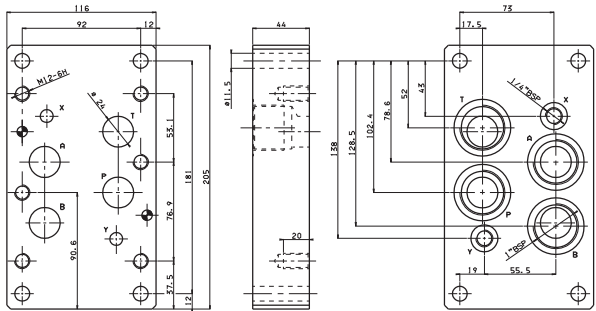 116
92
12
M12-6H
ø 24
X
T
A
P
B
Y
53.1
76.9
90.6
37.5
12
181
205
44
ø11.5
20
73
17.5
1/4"BSP
T
X
A
P
B
Y
43
52
78.6
102.4
128.5
138
1"BSP
19
55.5